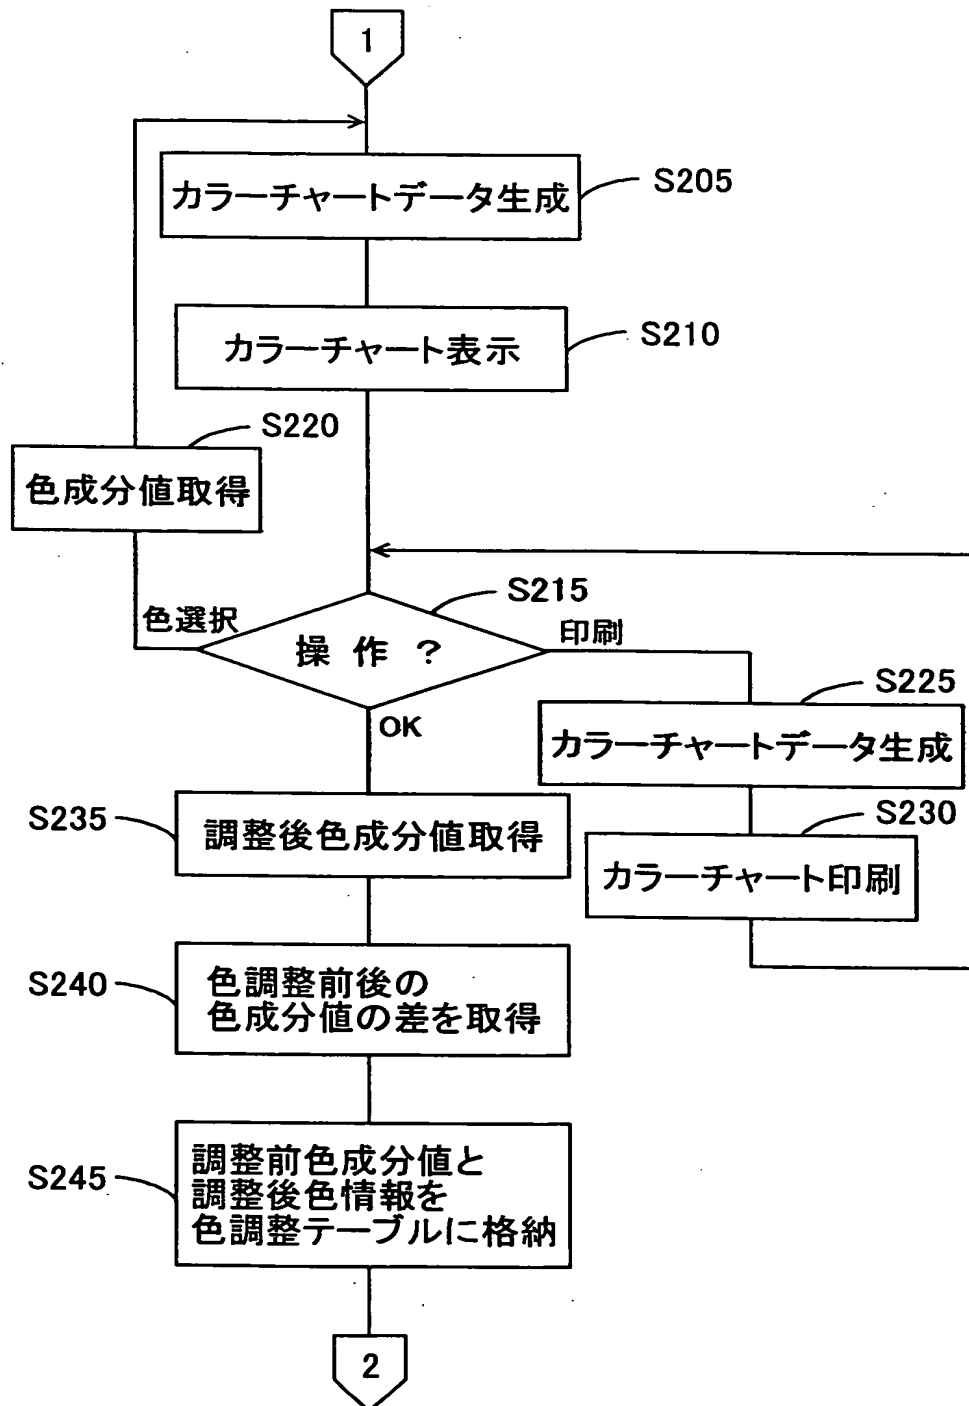 1
カラーチャートデータ生成
S205
カラーチャート表示
S210
S220
色成分値取得
S215
色選択
操作？
印刷
OK
S225
カラーチャートデータ生成
S230
カラーチャート印刷
S235
調整後色成分値取得
S240
色調整前後の
色成分値の差を取得
S245
調整前色成分値と
調整後色情報を
色調整テーブルに格納
2